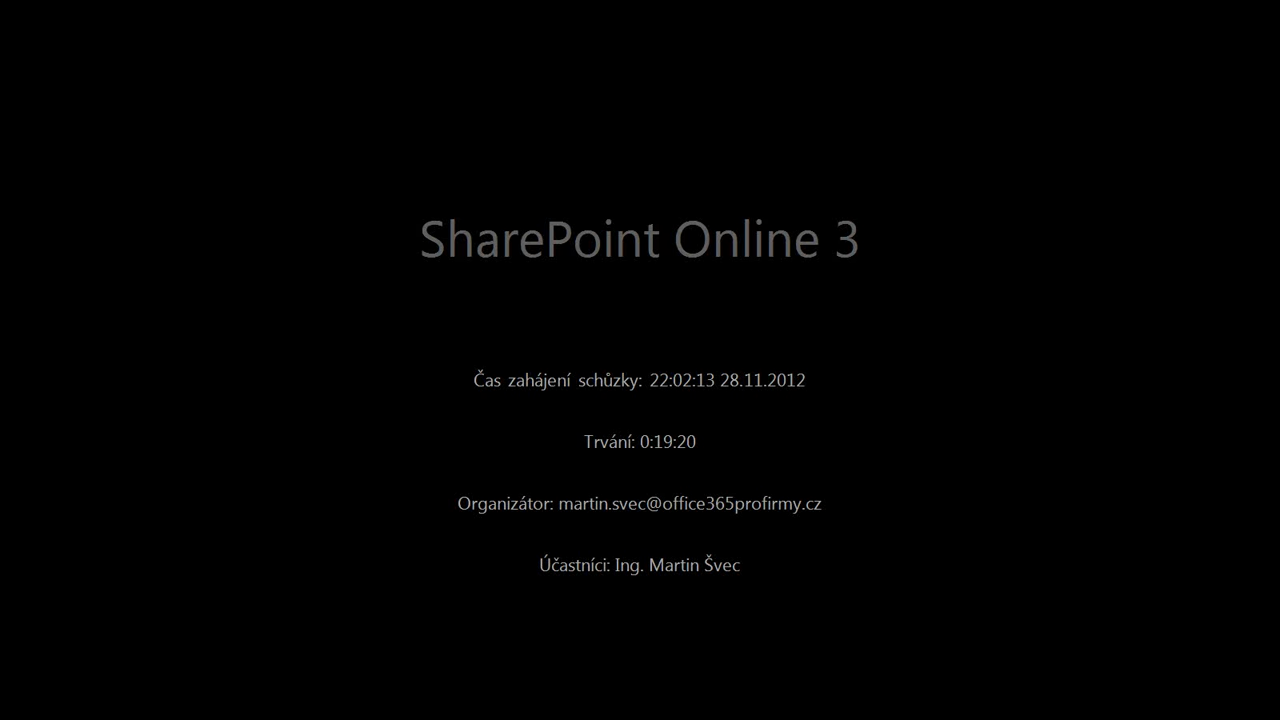 SharePoint Online 3
Čas zahájení schůzky: 22:02:13 28.11.2012
Trvání: 0:19:20
Organizátor: martin.svec@office365profirmy.cz
Účastníci: Ing. Martin Švec